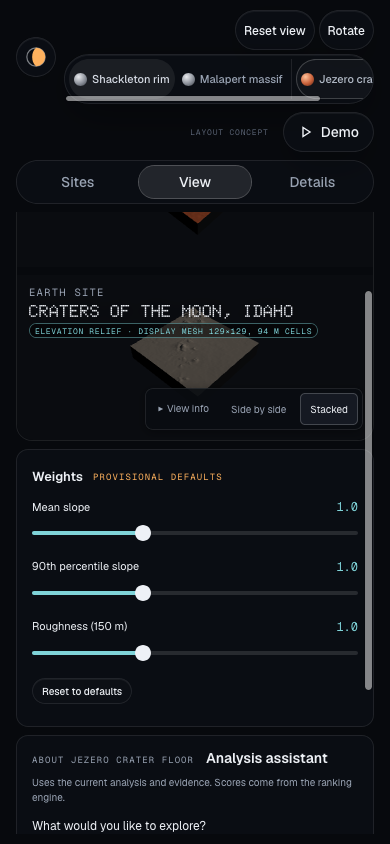 Reset view
Rotate
Shackleton rim
Malapert massif
Jezero cra
LAYOUT CONCEPT
Demo
Sites
View
Details
EARTH SITE
CRATERS OF THE MOON, IDAHO
ELEVATION RELIEF · DISPLAY MESH 129×129, 94 M CELLS
▸ View info
Side by side
Stacked
Weights PROVISIONAL DEFAULTS
Mean slope 1.0
90th percentile slope 1.0
Roughness (150 m) 1.0
Reset to defaults
ABOUT JEZERO CRATER FLOOR Analysis assistant
Uses the current analysis and evidence. Scores come from the ranking
engine.
What would you like to explore?